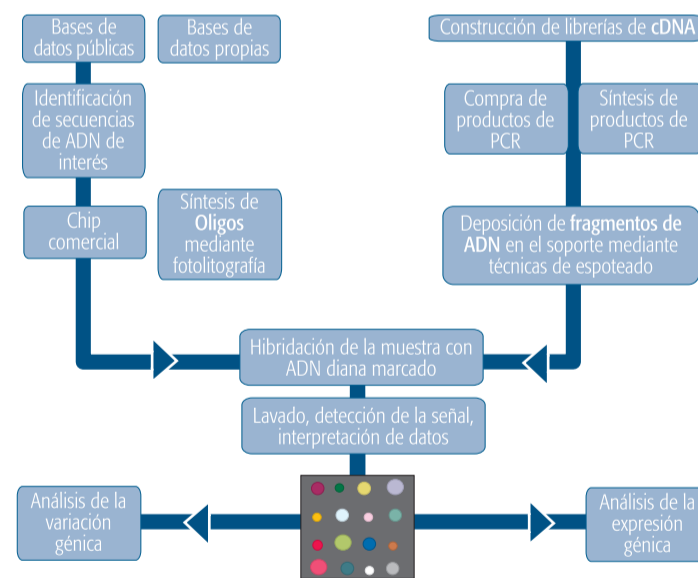 Bases de
datos públicas
Bases de
datos propias
Identificación
de secuencias
de ADN de
interés
Chip
comercial
Síntesis de
Oligos
mediante
fotolitografía
Construcción de librerías de cDNA
Compra de
productos de
PCR
Síntesis de
productos de
PCR
Deposición de fragmentos de
ADN en el soporte mediante
técnicas de espoteado
Hibridación de la muestra con
ADN diana marcado
Lavado, detección de la señal,
interpretación de datos
Análisis de la
variación
génica
Análisis de la
expresión
génica